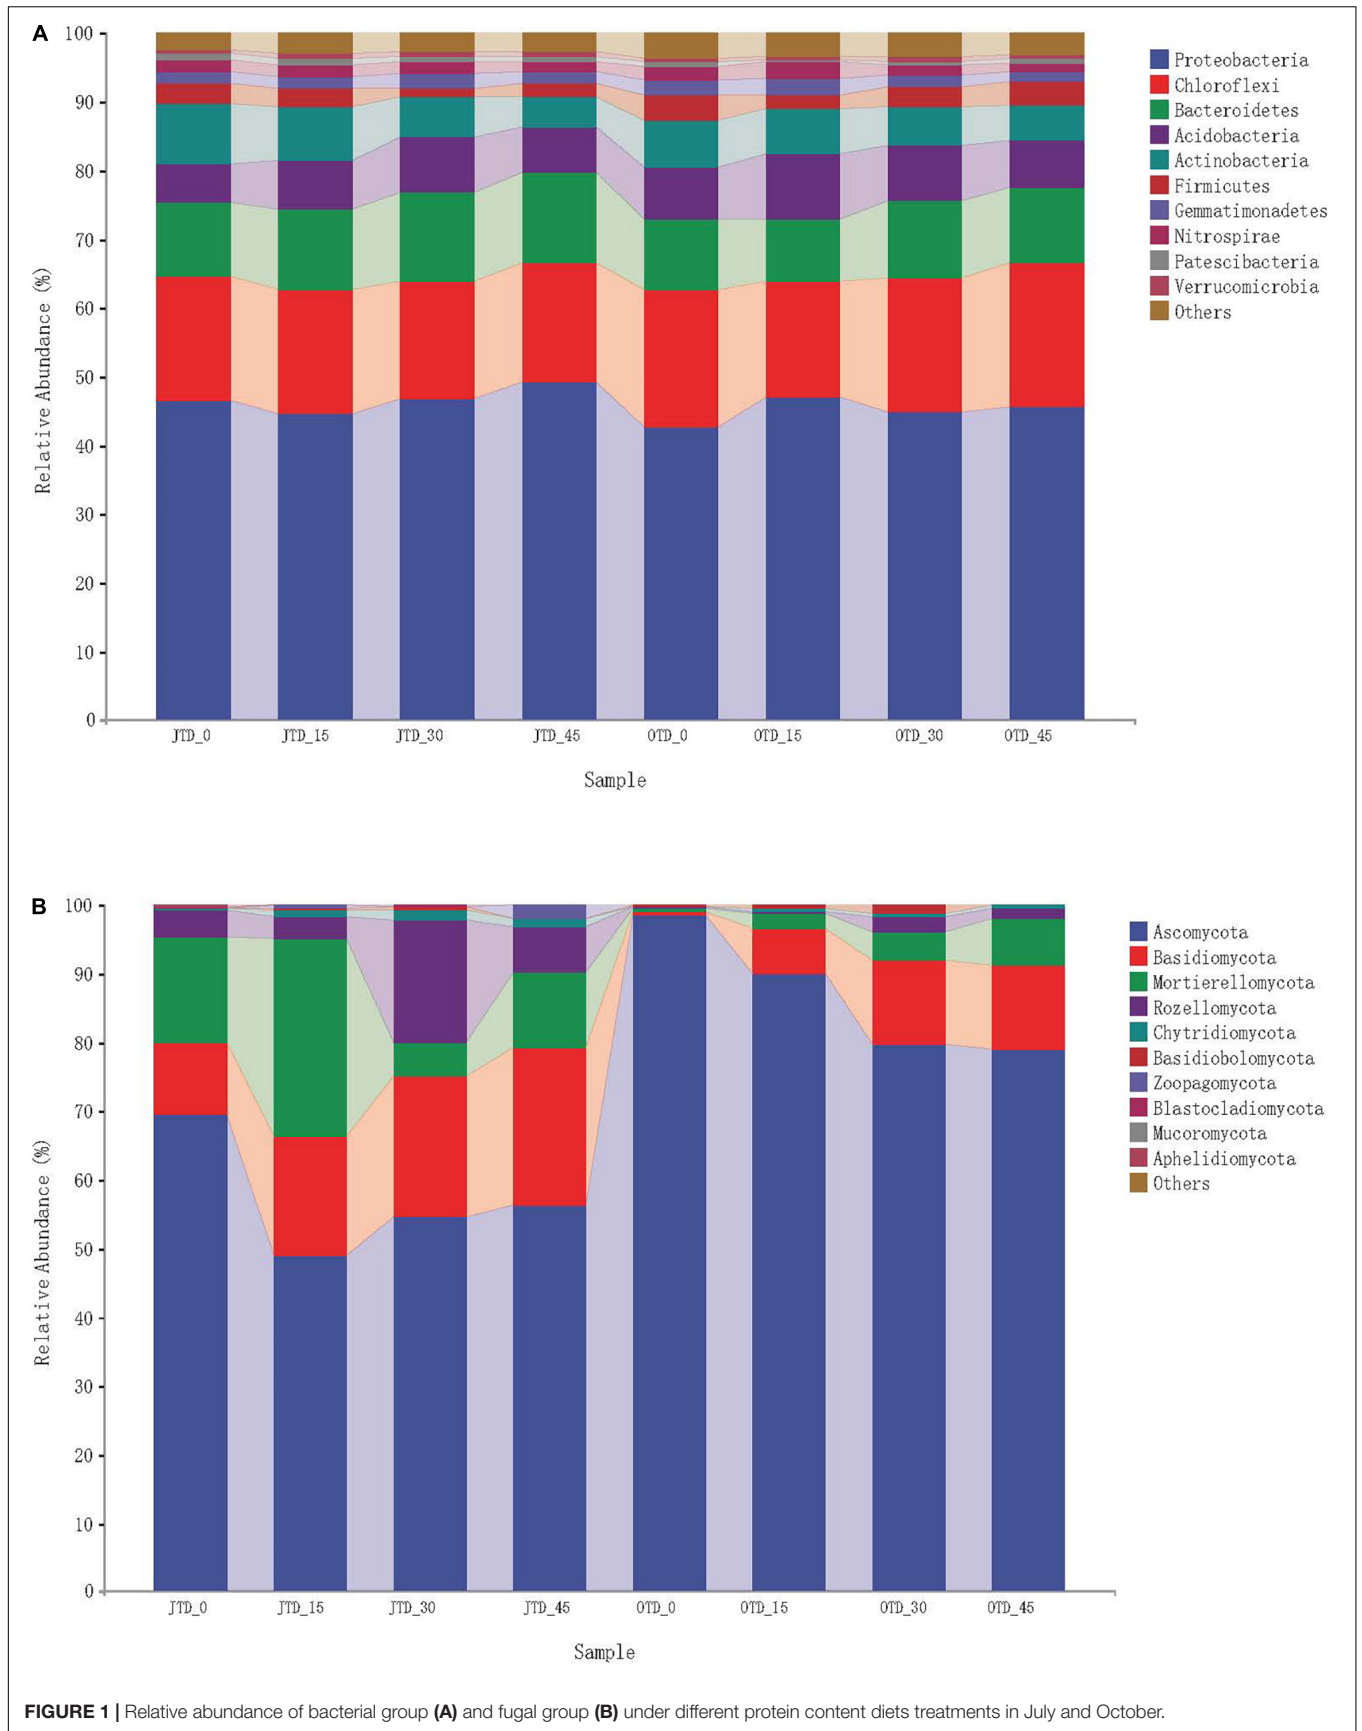 A
100
90
80
70
60
50
40
30
20
10
0
Relative Abundance (%)
JTD_0 JTD_15 JTD_30 JTD_45 OTD_0 OTD_15 OTD_30 OTD_45
Sample
Proteobacteria
Chloroflexi
Bacteroidetes
Acidobacteria
Actinobacteria
Firmicutes
Gemmatimonadetes
Nitrospirae
Patescibacteria
Verrucomicrobia
Others
B
100
90
80
70
60
50
40
30
20
10
0
Relative Abundance (%)
JTD_0 JTD_15 JTD_30 JTD_45 OTD_0 OTD_15 OTD_30 OTD_45
Sample
Ascomycota
Basidiomycota
Mortierellomycota
Rozellomycota
Chytridiomycota
Basidiobolomycota
Zoopagomycota
Blastocladiomycota
Mucoromycota
Aphelidiomycota
Others
FIGURE 1 | Relative abundance of bacterial group (A) and fugal group (B) under different protein content diets treatments in July and October.